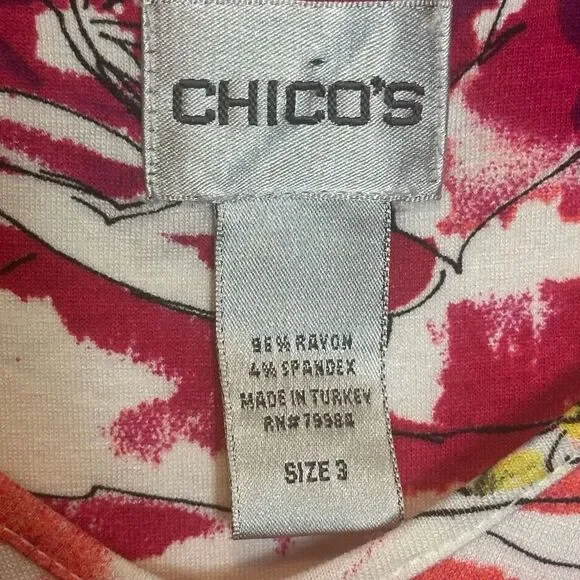 CHICO'S
96% RAYON
4% SPANDEX
MADE IN TURKEY
RN# 79984
SIZE 3